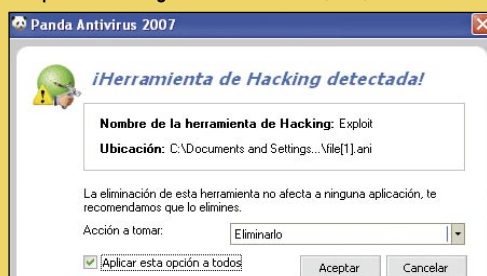 Panda Antivirus 2007
¡Herramienta de Hacking detectada!
Nombre de la herramienta de Hacking: Exploit
Ubicación: C:\Documents and Settings...\file[1].ani
La eliminación de esta herramienta no afecta a ninguna aplicación, te
recomendamos que lo elimines.
Acción a tomar: Eliminarlo
Aplicar esta opción a todos
Aceptar Cancelar